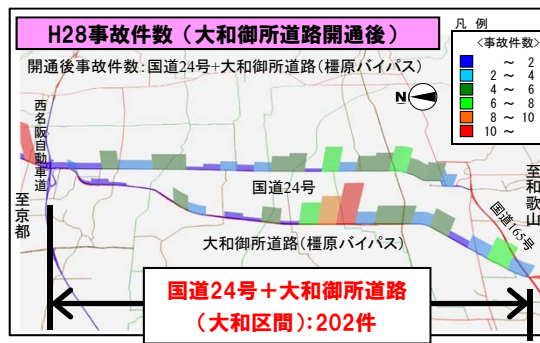 H28事故件数（大和御所道路開通後）
開通後事故件数：国道24号+大和御所道路(橿原バイパス)
凡 例
<事故件数>
～ 2
2 ～ 4
4 ～ 6
6 ～ 8
8 ～ 10
10 ～
N
西名阪自動車道
至京都
国道24号
大和御所道路(橿原バイパス)
至和歌山
国道165号
国道24号＋大和御所道路
（大和区間）：202件